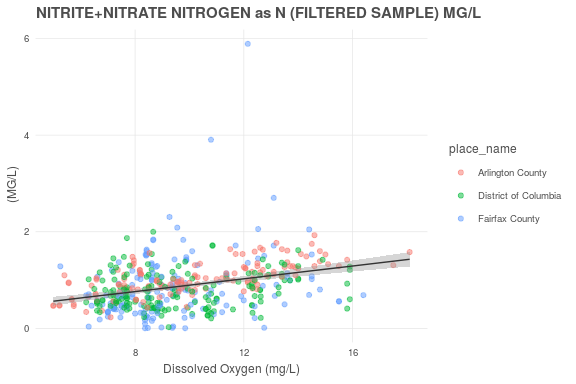 NITRITE+NITRATE NITROGEN as N (FILTERED SAMPLE) MG/L
6
4
2
0
(MG/L)
8
12
16
Dissolved Oxygen (mg/L)
place_name
Arlington County
District of Columbia
Fairfax County